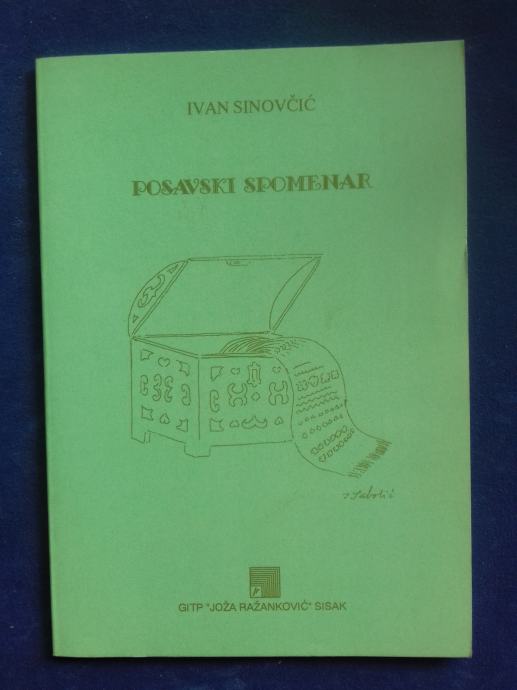 IVAN SINOVČIĆ
POSAVSKI SPOMENAR
GITP "JOŽA RAŽANKOVIĆ" SISAK